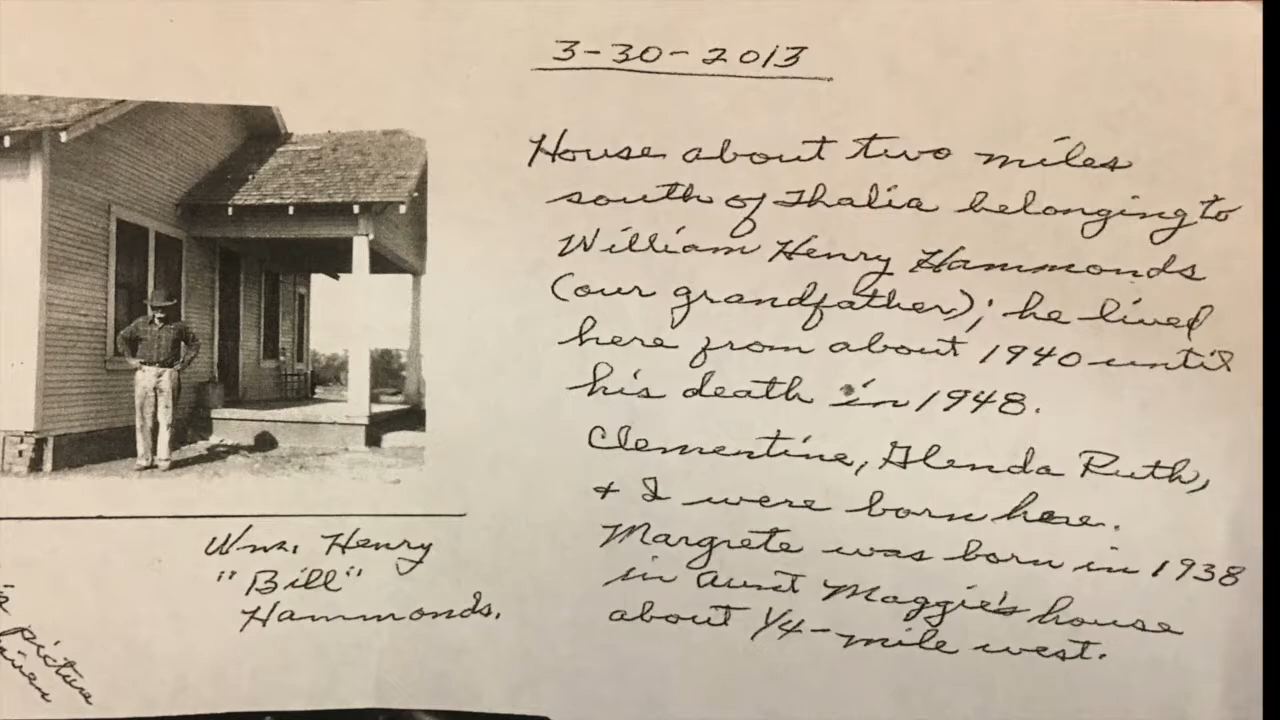 3-30-2013
House about two miles
south of Thalia belonging to
William Henry Hammonds
(our grandfather); he lived
here from about 1940 until
his death in 1948.
Clementine, Glenda Ruth,
+ I were born here.
Margrete was born in 1938
in Aunt Maggie's house
about 1/4-mile west.
Wm. Henry
"Bill"
Hammonds.
picture